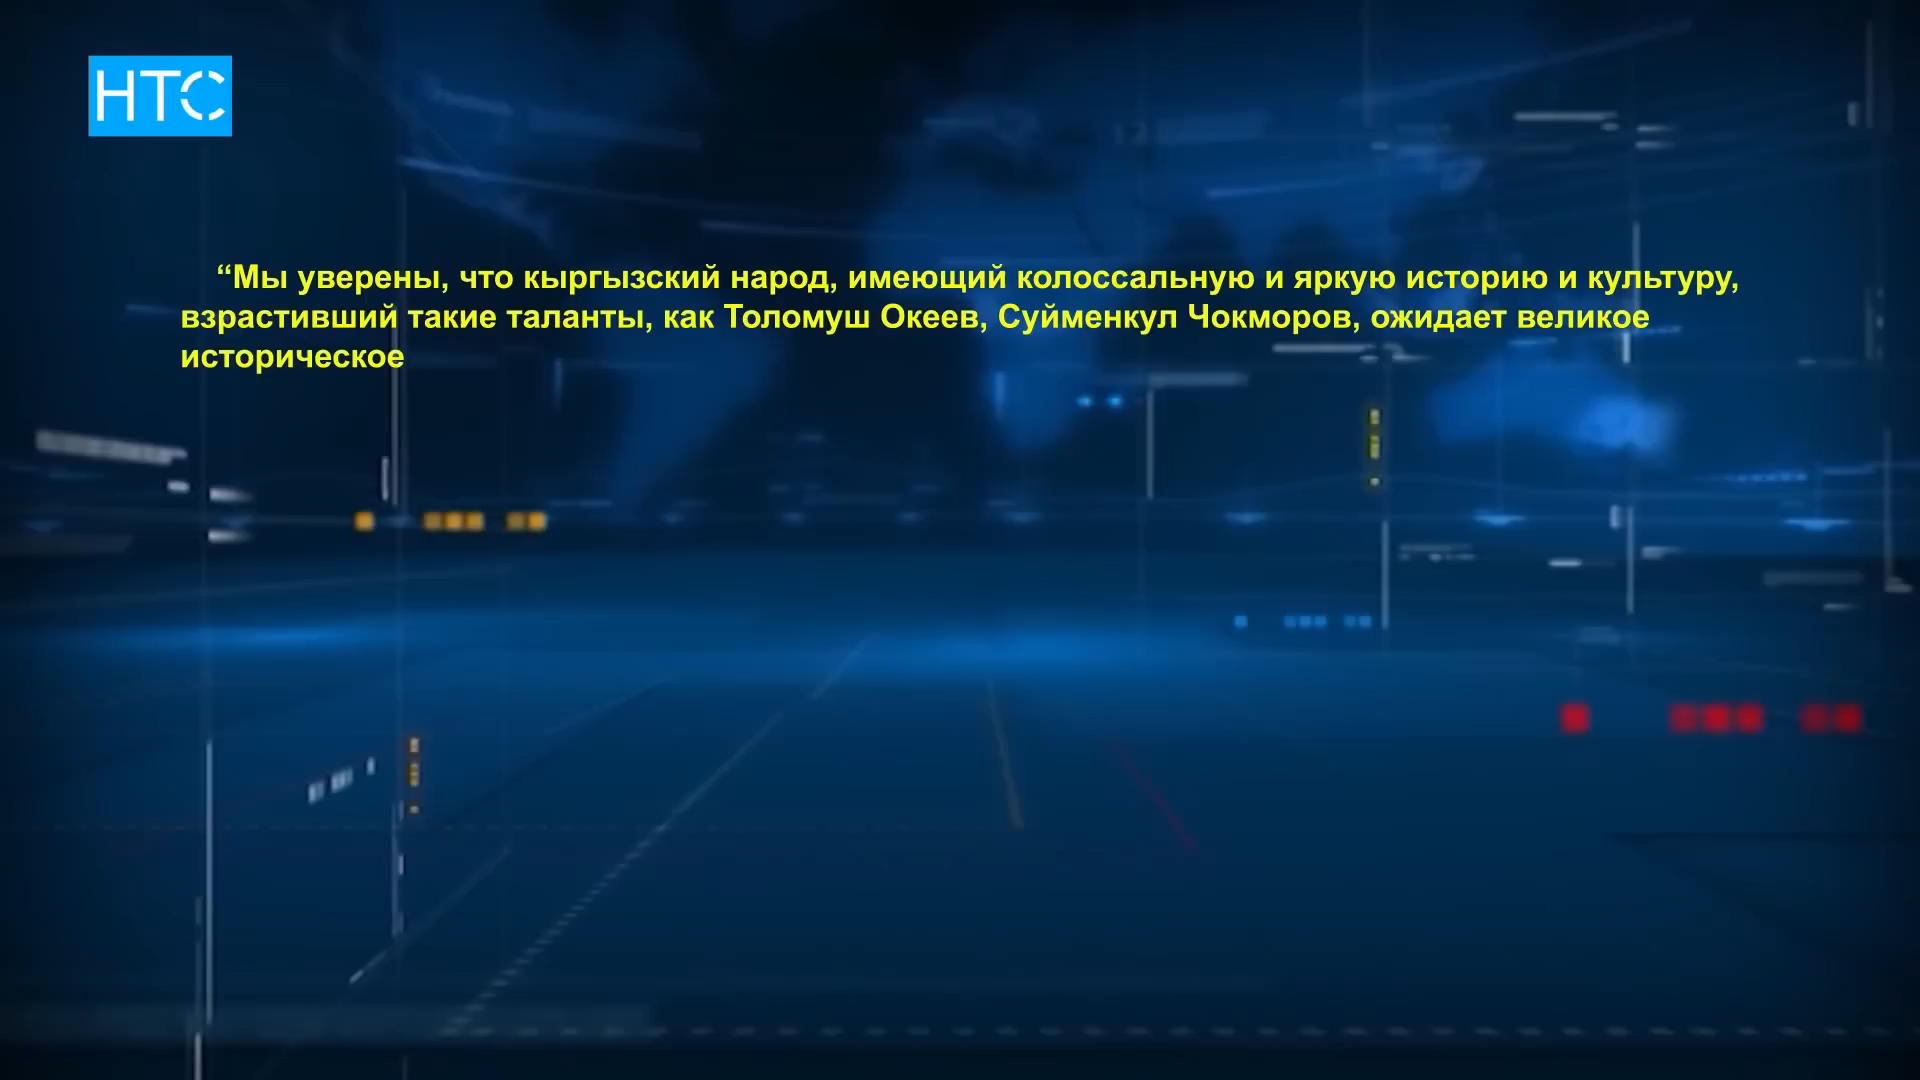 НТС
“Мы уверены, что кыргызский народ, имеющий колоссальную и яркую историю и культуру,
взрастивший такие таланты, как Толомуш Океев, Суйменкул Чокморов, ожидает великое
историческое